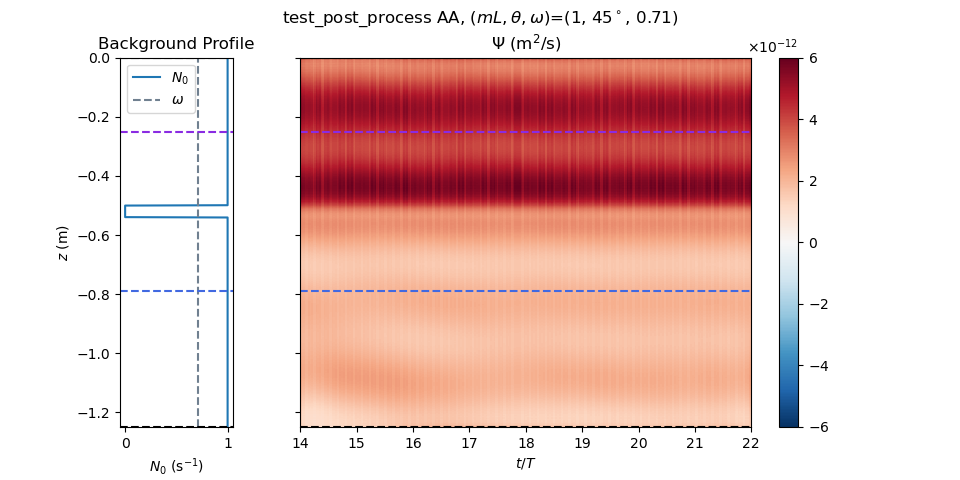 test_post_process AA, (mL, θ, ω)=(1, 45°, 0.71)
Background Profile
Ψ (m²/s)
×10⁻¹²
N₀
ω
0.0
−0.2
−0.4
−0.6
−0.8
−1.0
−1.2
z (m)
0 1
N₀ (s⁻¹)
14 15 16 17 18 19 20 21 22
t/T
6
4
2
0
−2
−4
−6